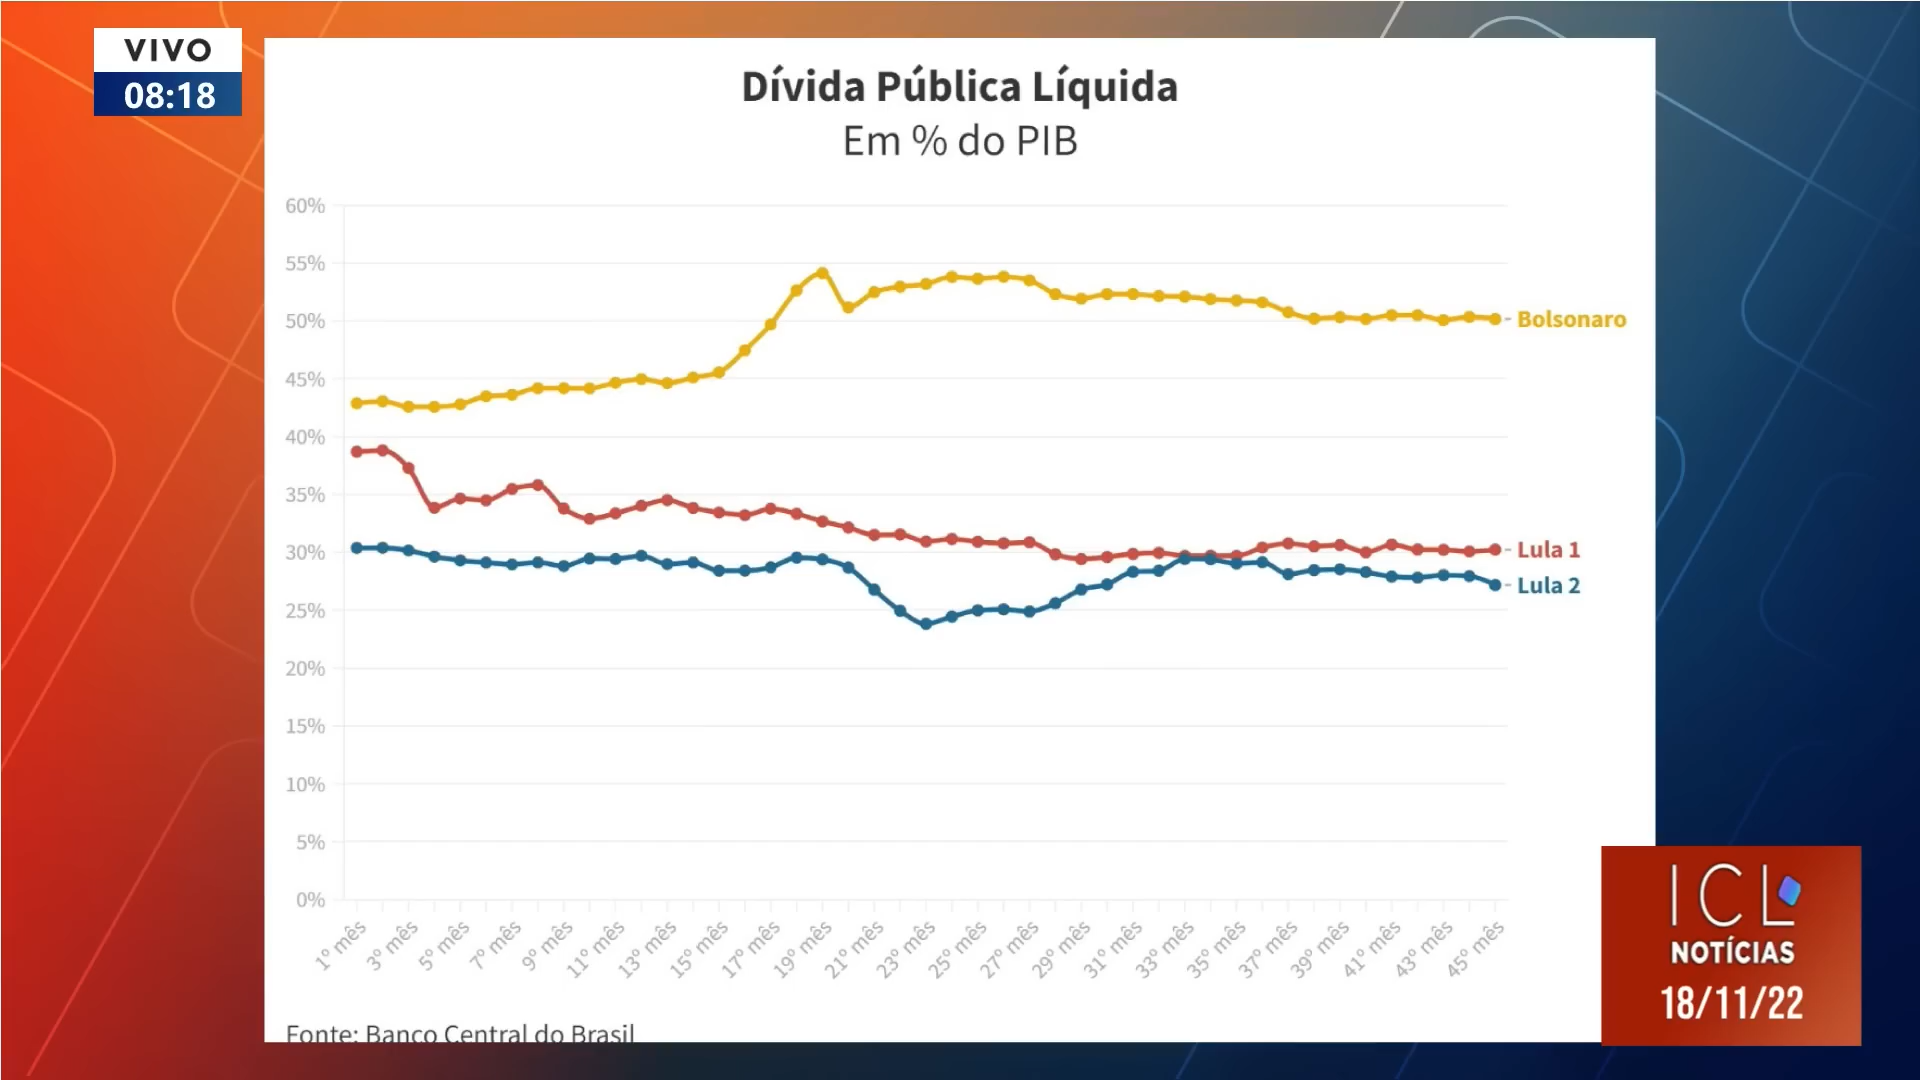 VIVO
08:18
Dívida Pública Líquida
Em % do PIB
60%
55%
50%
45%
40%
35%
30%
25%
20%
15%
10%
5%
0%
Bolsonaro
Lula 1
Lula 2
1º mês
3º mês
5º mês
7º mês
9º mês
11º mês
13º mês
15º mês
17º mês
19º mês
21º mês
23º mês
25º mês
27º mês
29º mês
31º mês
33º mês
35º mês
37º mês
39º mês
41º mês
43º mês
45º mês
Fonte: Banco Central do Brasil
ICL
NOTÍCIAS
18/11/22